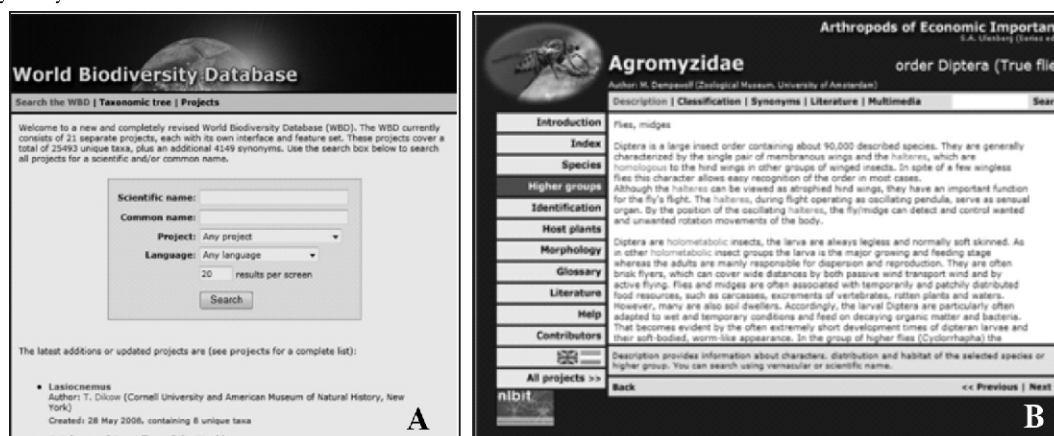 World Biodiversity Database
Search the WBD | Taxonomic tree | Projects
Welcome to a new and completely revised World Biodiversity Database (WBD). The WBD currently
consists of 21 separate projects, each with its own interface and feature set. These projects cover a
total of 25493 unique taxa, plus an additional 4149 synonyms. Use the search box below to search
all projects for a scientific and/or common name.
Scientific name:
Common name:
Project: Any project
Language: Any language
20 results per screen
Search
The latest additions or updated projects are (see projects for a complete list):
• Lasiocnemus
Author: T. Dikow (Cornell University and American Museum of Natural History, New
York)
Created: 28 May 2006, containing 8 unique taxa
A
Arthropods of Economic Importan
S.A. Ulenberg (Series ed
Agromyzidae
order Diptera (True flie
Author: M. Dempewolf (Zoological Museum, University of Amsterdam)
Description | Classification | Synonyms | Literature | Multimedia
Sear
Introduction
Index
Species
Higher groups
Identification
Host plants
Morphology
Glossary
Literature
Help
Contributors
All projects >>
nlbif
Flies, midges
Diptera is a large insect order containing about 90,000 described species. They are generally
characterized by the single pair of membranous wings and the halteres, which are
homologous to the hind wings in other groups of winged insects. In spite of a few wingless
flies this character allows easy recognition of the order in most cases.
Although the halteres can be viewed as atrophied hind wings, they have an important function
for the fly's flight. The halteres, during flight operating as oscillating pendula, serve as sensual
organ. By the position of the oscillating halteres, the fly/midge can detect and control wanted
and unwanted rotation movements of the body.
Diptera are holometabolic insects, the larva are always legless and normally soft skinned. As
in other holometabolic insect groups the larva is the major growing and feeding stage
whereas the adults are mainly responsible for dispersion and reproduction. They are often
brisk flyers, which can cover wide distances by both passive wind transport wind and by
active flying. Flies and midges are often associated with temporarily and patchily distributed
food resources, such as carcasses, excrements of vertebrates, rotten plants and waters.
However, many are also soil dwellers. Accordingly, the larval Diptera are particularly often
adapted to wet and temporary conditions and feed on decaying organic matter and bacteria.
That becomes evident by the often extremely short development times of dipteran larvae and
their soft-bodied, worm-like appearance. In the group of higher flies (Cyclorrhapha) the
Description provides information about characters, distribution and habitat of the selected species or
higher group. You can search using vernacular or scientific name.
Back
<< Previous | Next
B